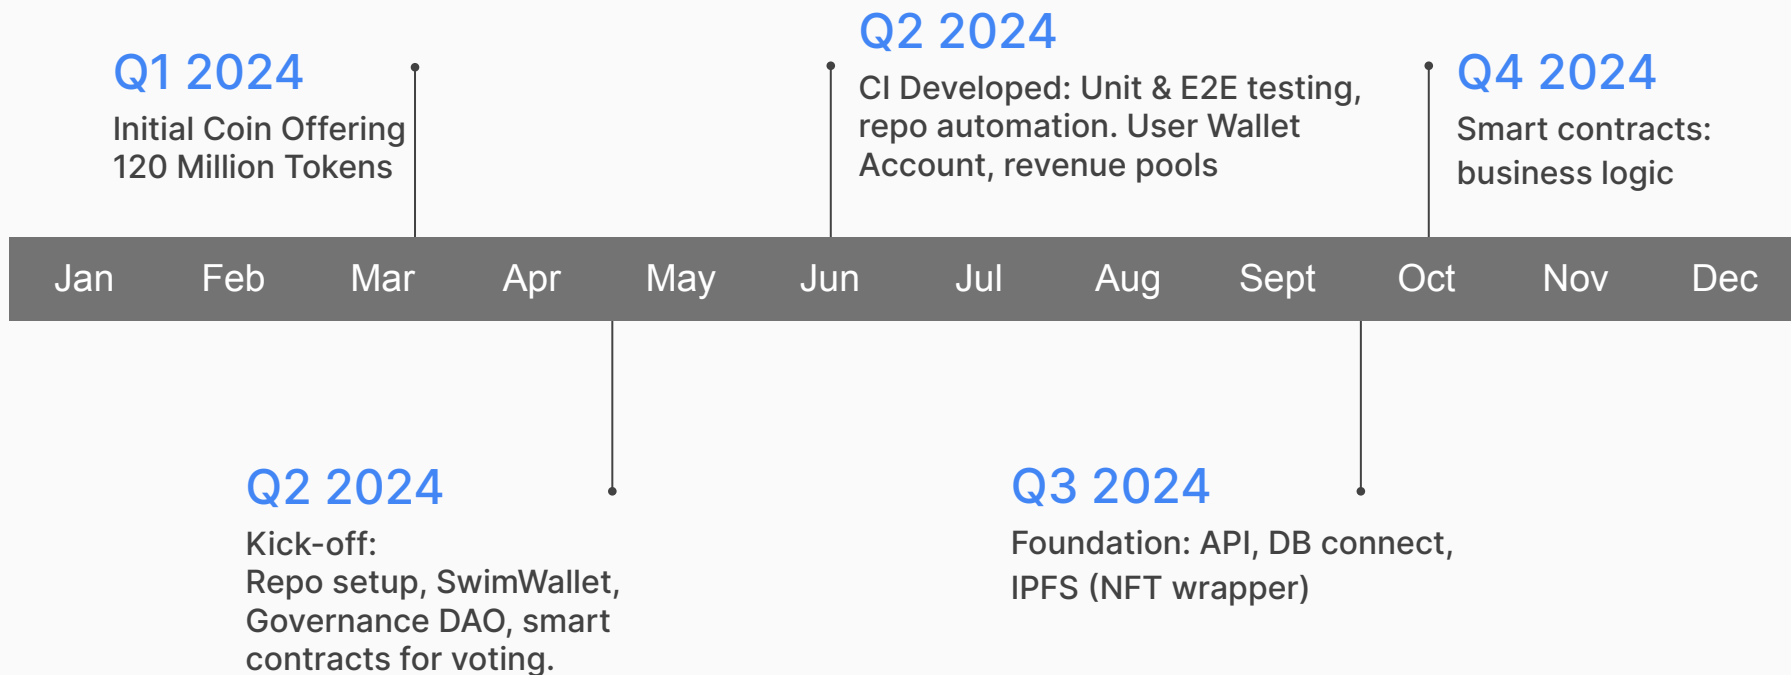 Q1 2024
Initial Coin Offering
120 Million Tokens
Q2 2024
CI Developed: Unit & E2E testing,
repo automation. User Wallet
Account, revenue pools
Q4 2024
Smart contracts:
business logic
Jan Feb Mar Apr May Jun Jul Aug Sept Oct Nov Dec
Q2 2024
Kick-off:
Repo setup, SwimWallet,
Governance DAO, smart
contracts for voting.
Q3 2024
Foundation: API, DB connect,
IPFS (NFT wrapper)